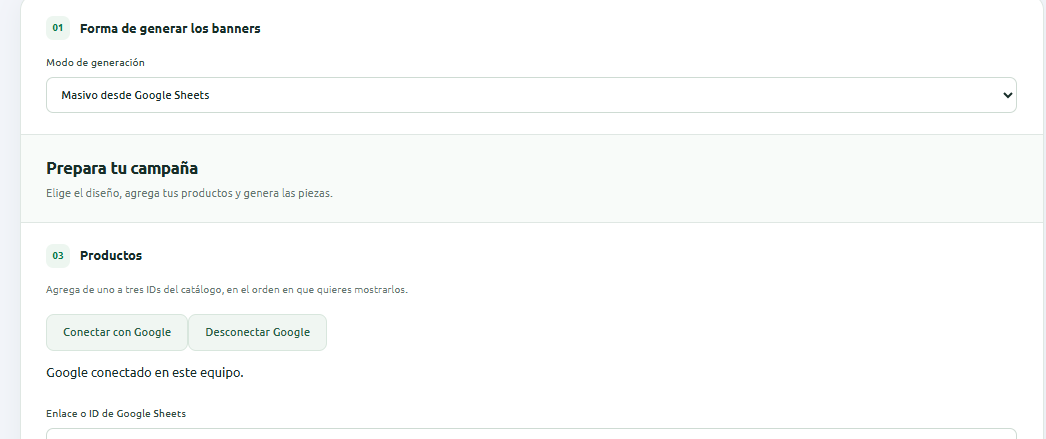 01 Forma de generar los banners
Modo de generación
Masivo desde Google Sheets
Prepara tu campaña
Elige el diseño, agrega tus productos y genera las piezas.
03 Productos
Agrega de uno a tres IDs del catálogo, en el orden en que quieres mostrarlos.
Conectar con Google Desconectar Google
Google conectado en este equipo.
Enlace o ID de Google Sheets